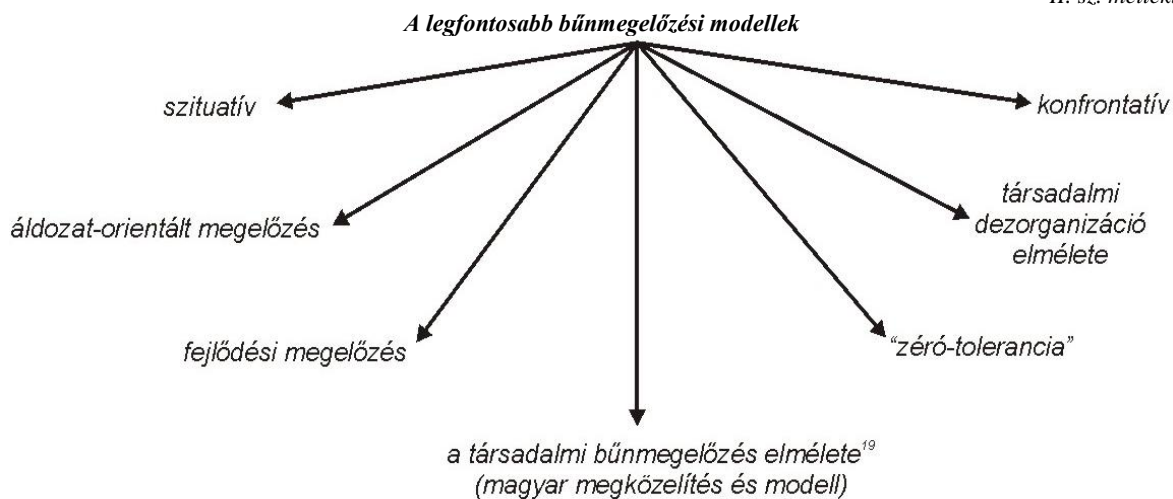 A legfontosabb bűnmegelőzési modellek
szituatív
konfrontatív
áldozat-orientált megelőzés
társadalmi
dezorganizáció
elmélete
fejlődési megelőzés
"zéró-tolerancia"
a társadalmi bűnmegelőzés elmélete¹⁹
(magyar megközelítés és modell)